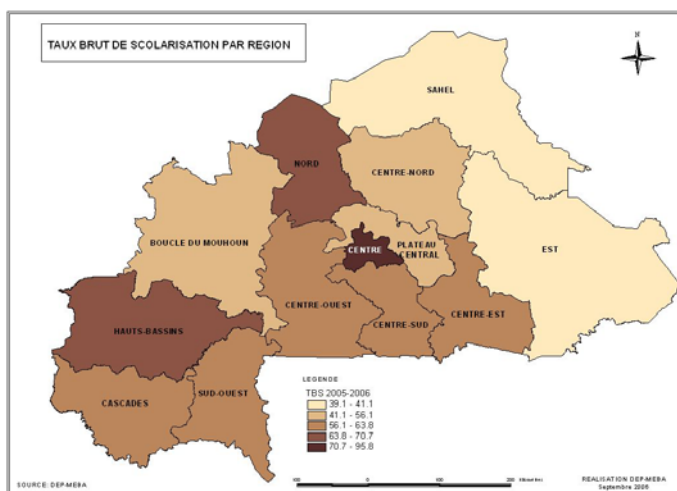 TAUX BRUT DE SCOLARISATION PAR REGION
N
SAHEL
NORD
CENTRE-NORD
BOUCLE DU MOUHOUN
CENTRE
PLATEAU
CENTRAL
EST
CENTRE-OUEST
CENTRE-SUD
CENTRE-EST
HAUTS-BASSINS
CASCADES
SUD-OUEST
LEGENDE
TBS 2005-2006
39.1 - 41.1
41.1 - 56.1
56.1 - 63.8
63.8 - 70.7
70.7 - 95.8
SOURCE: DEP-MEBA
REALISATION DEP-MEBA
Septembre 2006